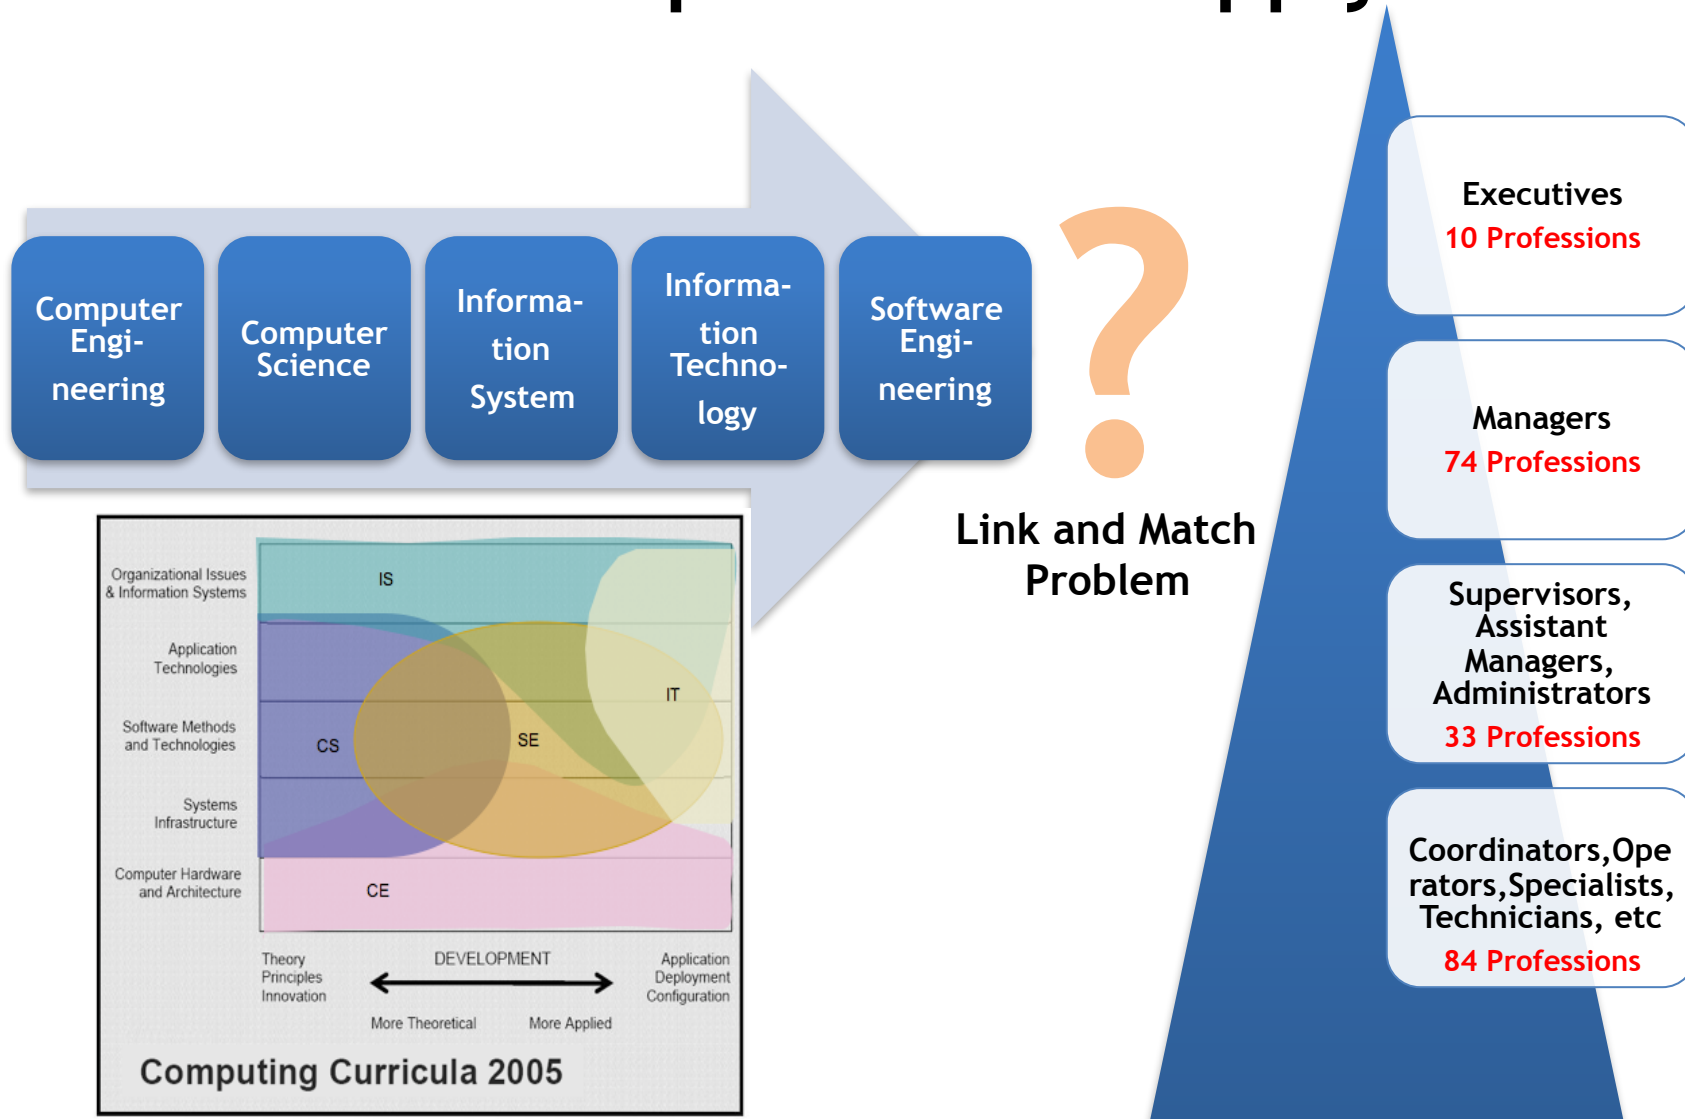 Computer
Engi-
neering
Computer
Science
Informa-
tion
System
Informa-
tion
Techno-
logy
Software
Engi-
neering
?
Link and Match
Problem
Executives
10 Professions
Managers
74 Professions
Supervisors,
Assistant
Managers,
Administrators
33 Professions
Coordinators,Ope
rators,Specialists,
Technicians, etc
84 Professions
Organizational Issues
& Information Systems
Application
Technologies
Software Methods
and Technologies
Systems
Infrastructure
Computer Hardware
and Architecture
IS
IT
CS
SE
CE
Theory
Principles
Innovation
DEVELOPMENT
Application
Deployment
Configuration
More Theoretical
More Applied
Computing Curricula 2005